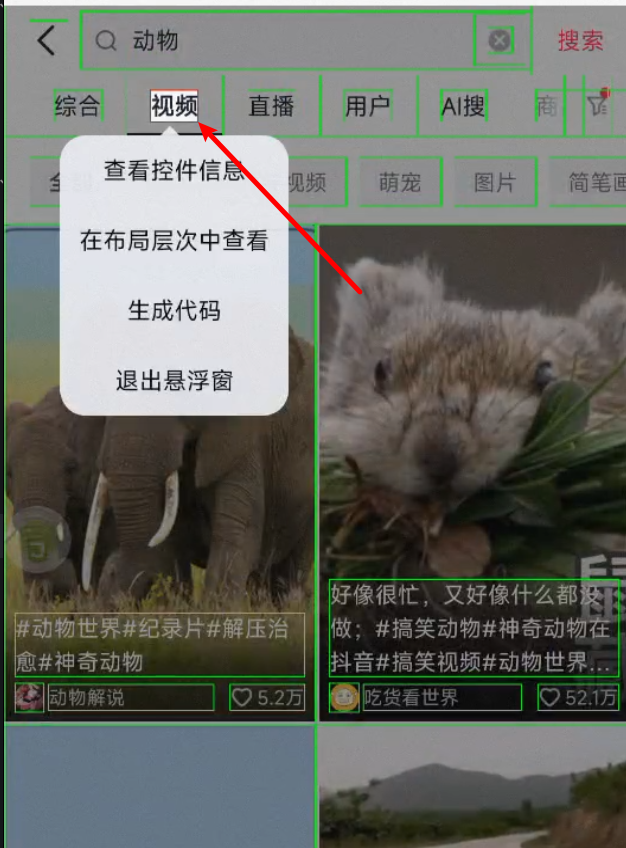 动物
搜索
综合
视频
直播
用户
AI搜
商
查看控件信息
视频
萌宠
图片
简笔画
在布局层次中查看
生成代码
退出悬浮窗
#动物世界#纪录片#解压治
愈#神奇动物
动物解说
5.2万
好像很忙，又好像什么都没
做；#搞笑动物#神奇动物在
抖音#搞笑视频#动物世界...
吃货看世界
52.1万